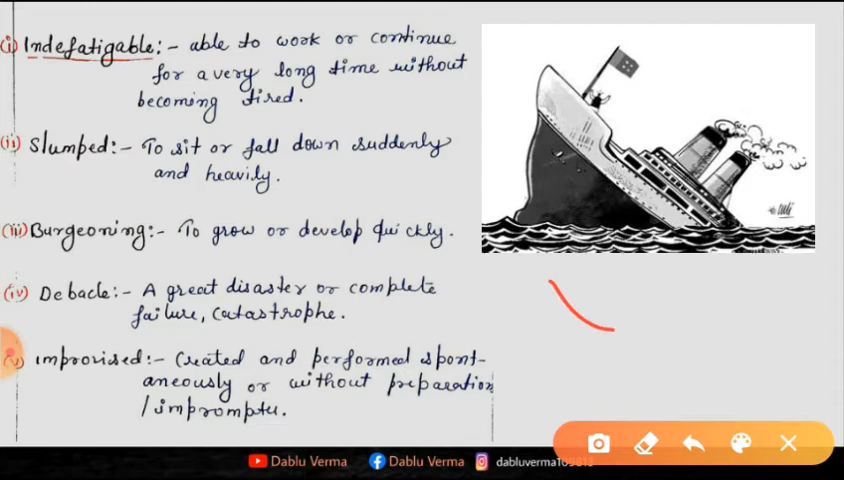 (i) Indefatigable:- able to work or continue
for a very long time without
becoming tired.
(ii) Slumped:- To sit or fall down suddenly
and heavily.
(iii) Burgeoning:- To grow or develop quickly.
(iv) Debacle:- A great disaster or complete
failure, catastrophe.
(v) improvised:- Created and performed spont-
aneously or without preparation
/impromptu.
Dablu Verma Dablu Verma dabluverma109813